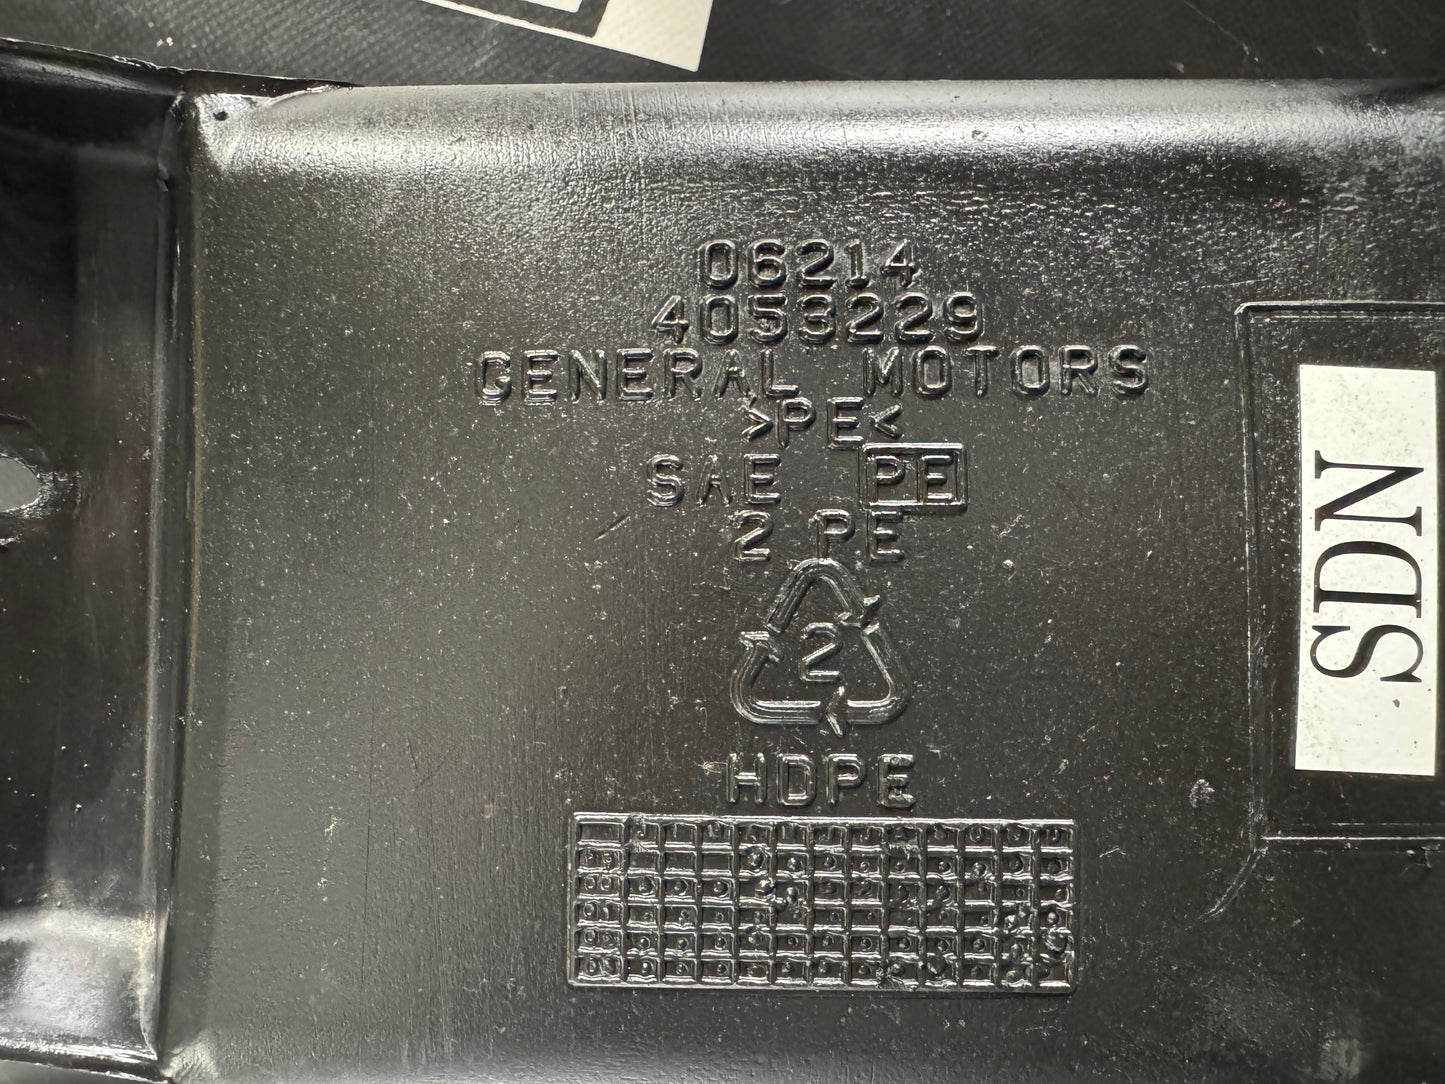 06214
4053229
GENERAL MOTORS
>PE<
SAE PE
2 PE
2
HDPE
SDN